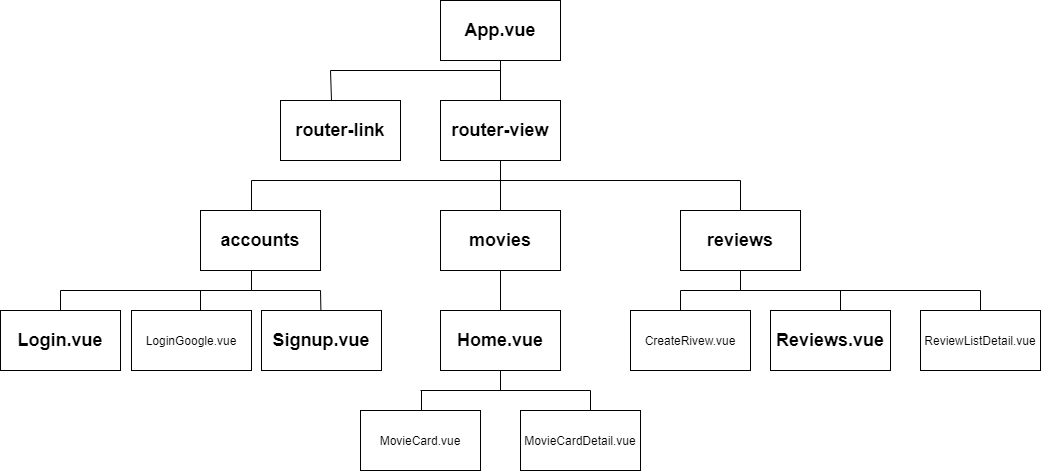 App.vue
router-link
router-view
accounts
movies
reviews
Login.vue
LoginGoogle.vue
Signup.vue
Home.vue
CreateRivew.vue
Reviews.vue
ReviewListDetail.vue
MovieCard.vue
MovieCardDetail.vue